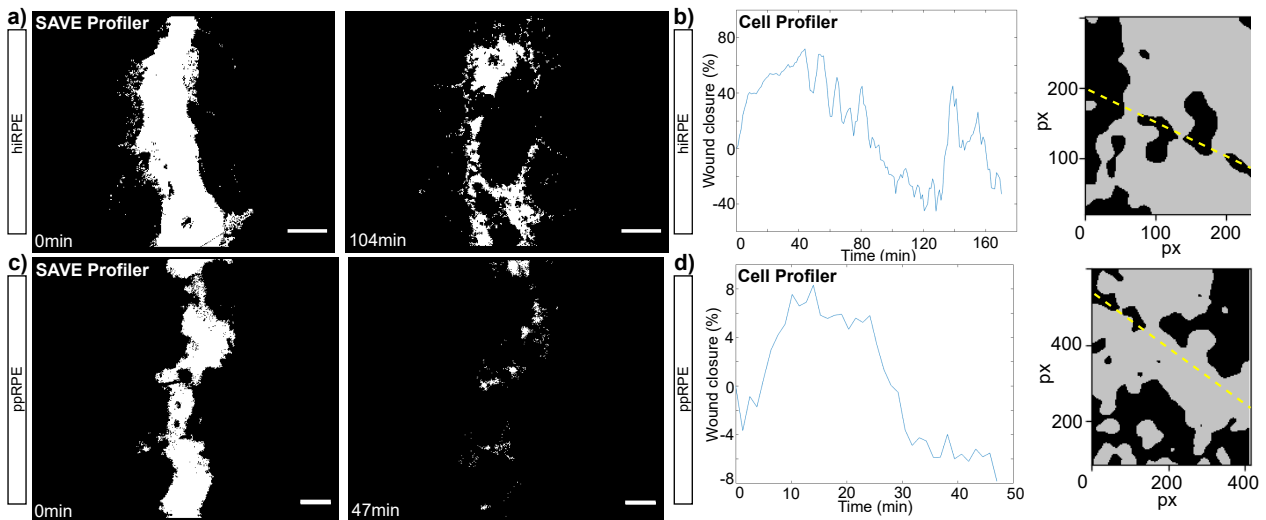 a)
SAVE Profiler
hiRPE
0min
hiRPE
104min
b)
Cell Profiler
Wound closure (%)
80
40
0
-40
0 40 80 120 160
Time (min)
px
200
100
0 100 200
px
c)
SAVE Profiler
ppRPE
0min
ppRPE
47min
d)
Cell Profiler
Wound closure (%)
8
4
0
-4
-8
0 10 20 30 40 50
Time (min)
px
400
200
0 200 400
px